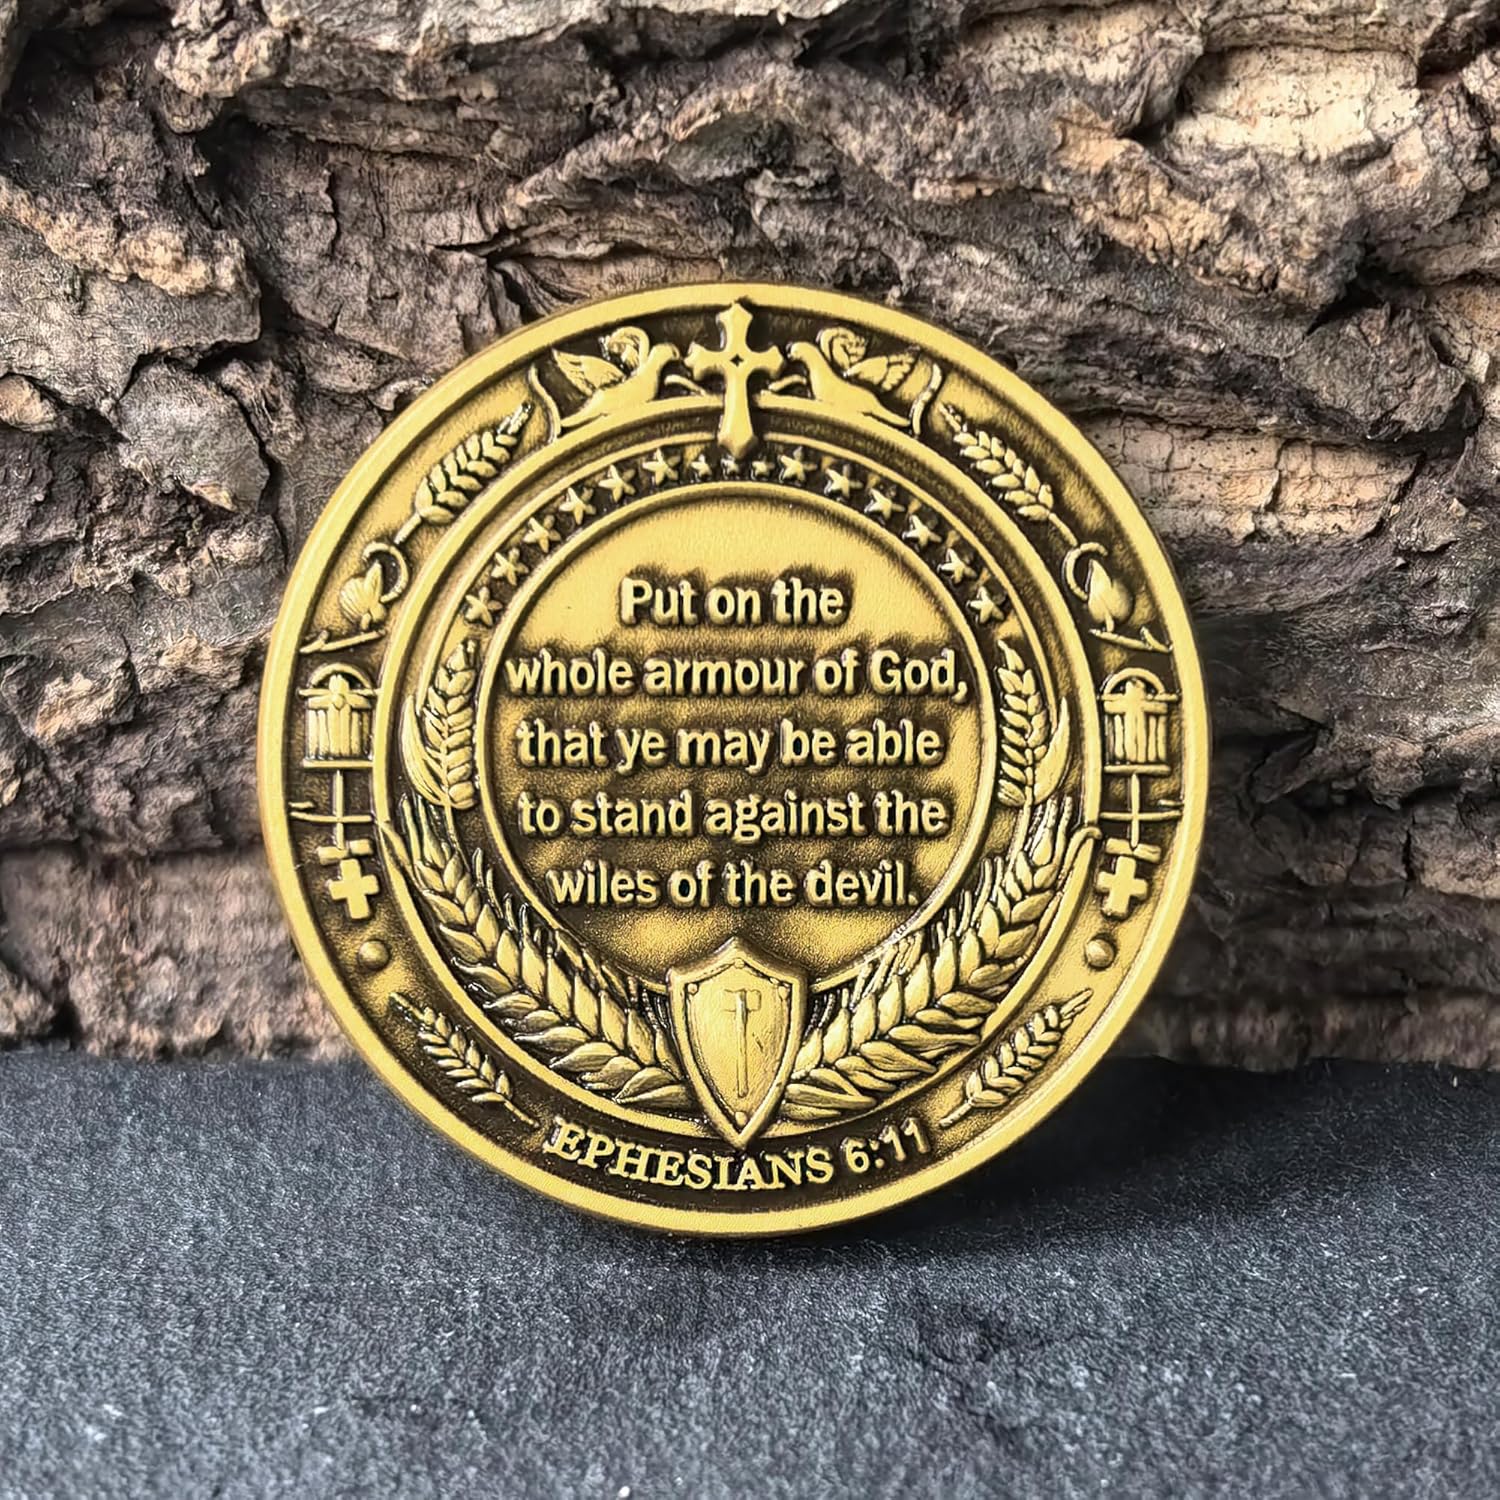 Put on the
whole armour of God,
that ye may be able
to stand against the
wiles of the devil.
EPHESIANS 6:11